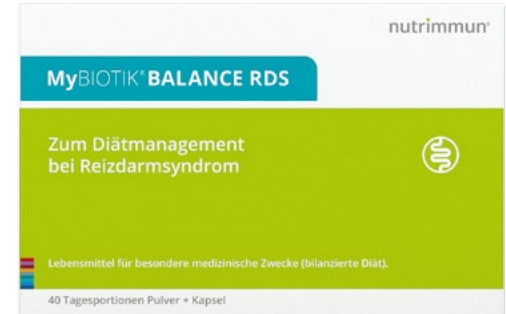 nutrimmun®
MyBIOTIK® BALANCE RDS
Zum Diätmanagement
bei Reizdarmsyndrom
Lebensmittel für besondere medizinische Zwecke (bilanzierte Diät).
40 Tagesportionen Pulver + Kapsel